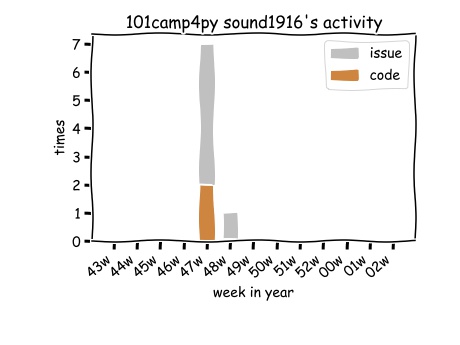 101camp4py sound1916's activity
issue
code
7
6
5
4
3
2
1
0
times
43w
44w
45w
46w
47w
48w
49w
50w
51w
52w
00w
01w
02w
week in year